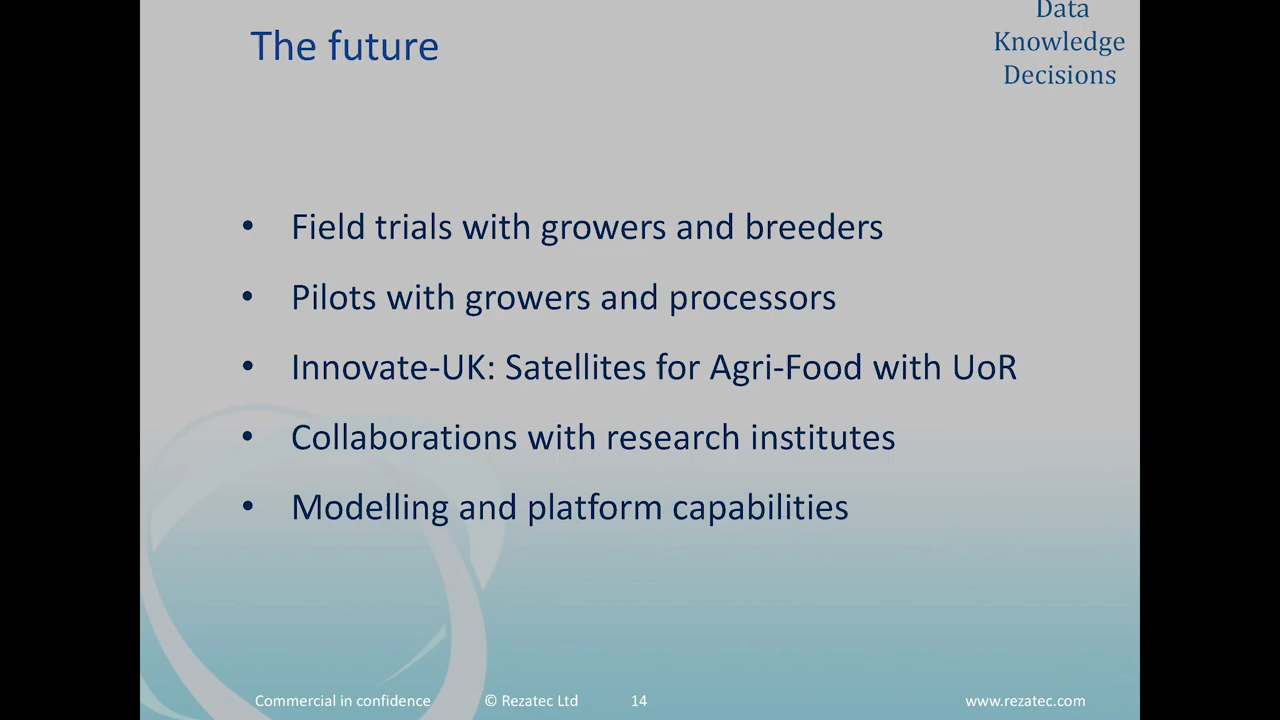 The future
Data
Knowledge
Decisions
• Field trials with growers and breeders
• Pilots with growers and processors
• Innovate-UK: Satellites for Agri-Food with UoR
• Collaborations with research institutes
• Modelling and platform capabilities
Commercial in confidence © Rezatec Ltd 14 www.rezatec.com